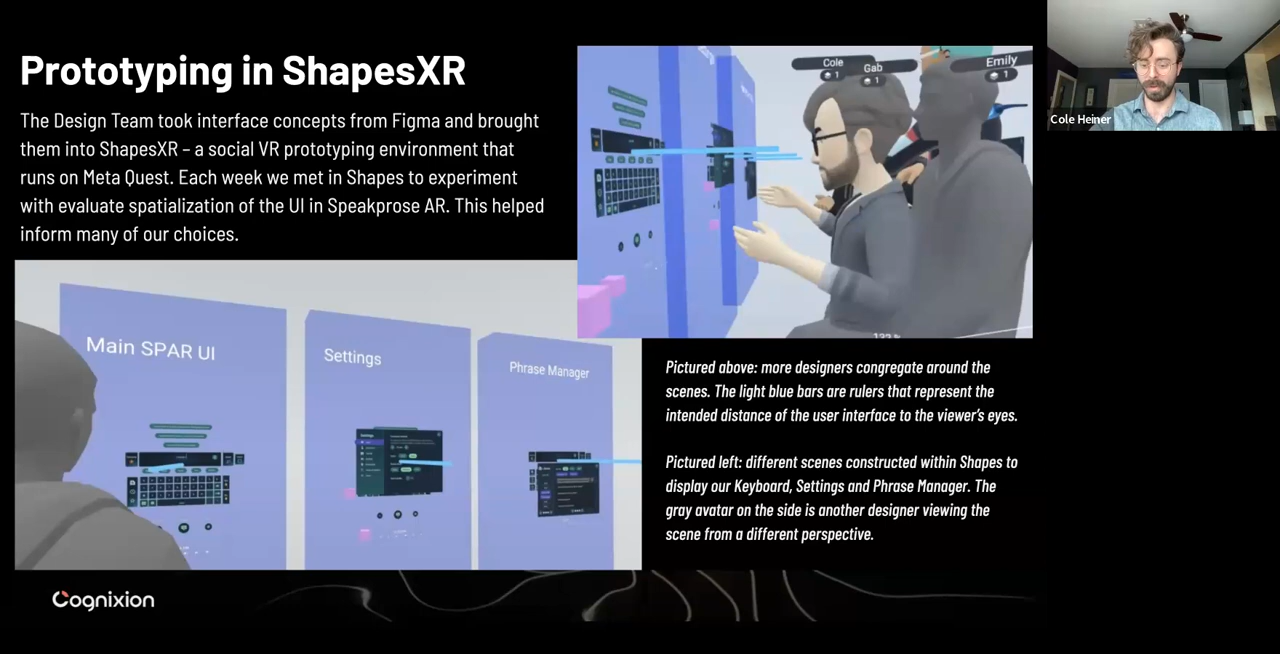 Prototyping in ShapesXR
The Design Team took interface concepts from Figma and brought
them into ShapesXR – a social VR prototyping environment that
runs on Meta Quest. Each week we met in Shapes to experiment
with evaluate spatialization of the UI in Speakprose AR. This helped
inform many of our choices.
Cole
1
Gab
1
Emily
1
Cole Heiner
Main SPAR UI
Settings
Phrase Manager
Settings
Pictured above: more designers congregate around the
scenes. The light blue bars are rulers that represent the
intended distance of the user interface to the viewer’s eyes.
Pictured left: different scenes constructed within Shapes to
display our Keyboard, Settings and Phrase Manager. The
gray avatar on the side is another designer viewing the
scene from a different perspective.
Cognixion